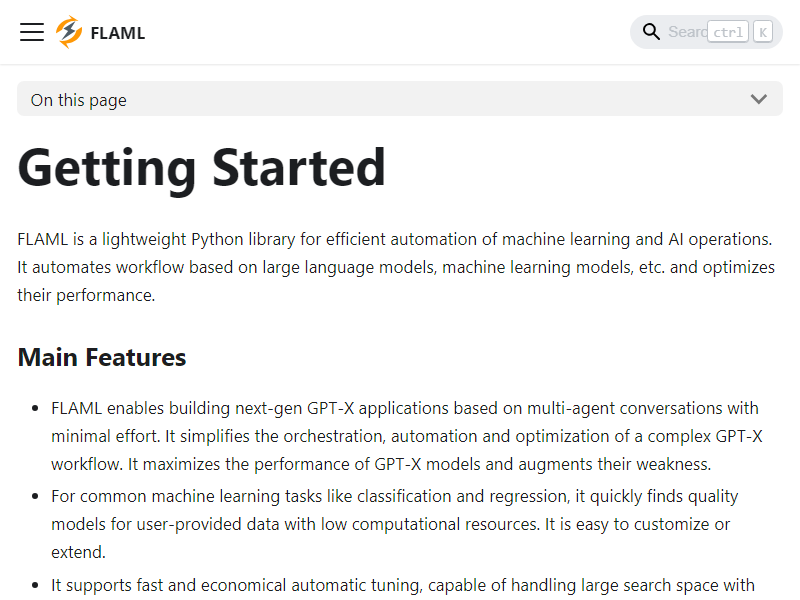 FLAML
Search
ctrl K
On this page
Getting Started
FLAML is a lightweight Python library for efficient automation of machine learning and AI operations.
It automates workflow based on large language models, machine learning models, etc. and optimizes
their performance.
Main Features
FLAML enables building next-gen GPT-X applications based on multi-agent conversations with
minimal effort. It simplifies the orchestration, automation and optimization of a complex GPT-X
workflow. It maximizes the performance of GPT-X models and augments their weakness.
For common machine learning tasks like classification and regression, it quickly finds quality
models for user-provided data with low computational resources. It is easy to customize or
extend.
It supports fast and economical automatic tuning, capable of handling large search space with